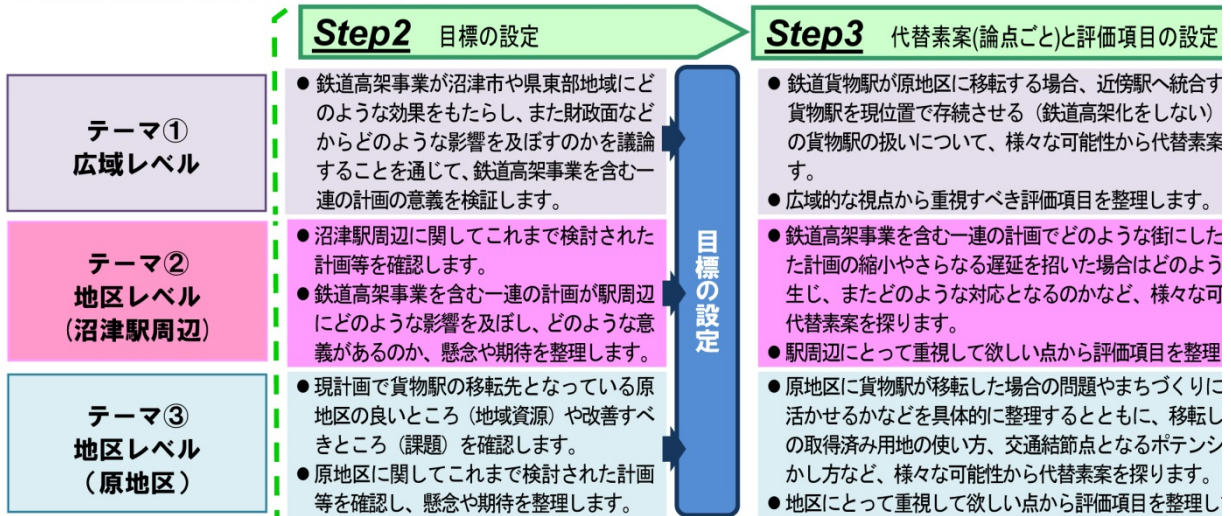 Step2 目標の設定
Step3 代替素案(論点ごと)と評価項目の設定
テーマ①
広域レベル
● 鉄道高架事業が沼津市や県東部地域にど
のような効果をもたらし、また財政面など
からどのような影響を及ぼすのかを議論
することを通じて、鉄道高架事業を含む一
連の計画の意義を検証します。
● 鉄道貨物駅が原地区に移転する場合、近傍駅へ統合す
貨物駅を現位置で存続させる（鉄道高架化をしない）
の貨物駅の扱いについて、様々な可能性から代替素案
す。
● 広域的な視点から重視すべき評価項目を整理します。
テーマ②
地区レベル
(沼津駅周辺)
● 沼津駅周辺に関してこれまで検討された
計画等を確認します。
● 鉄道高架事業を含む一連の計画が駅周辺
にどのような影響を及ぼし、どのような意
義があるのか、懸念や期待を整理します。
目標の設定
● 鉄道高架事業を含む一連の計画でどのような街にした
た計画の縮小やさらなる遅延を招いた場合はどのよう
生じ、またどのような対応となるのかなど、様々な可
代替素案を探ります。
● 駅周辺にとって重視して欲しい点から評価項目を整理
テーマ③
地区レベル
（原地区）
● 現計画で貨物駅の移転先となっている原
地区の良いところ（地域資源）や改善すべ
きところ（課題）を確認します。
● 原地区に関してこれまで検討された計画
等を確認し、懸念や期待を整理します。
● 原地区に貨物駅が移転した場合の問題やまちづくりに
活かせるかなどを具体的に整理するとともに、移転し
の取得済み用地の使い方、交通結節点となるポテンシ
かし方など、様々な可能性から代替素案を探ります。
● 地区にとって重視して欲しい点から評価項目を整理し